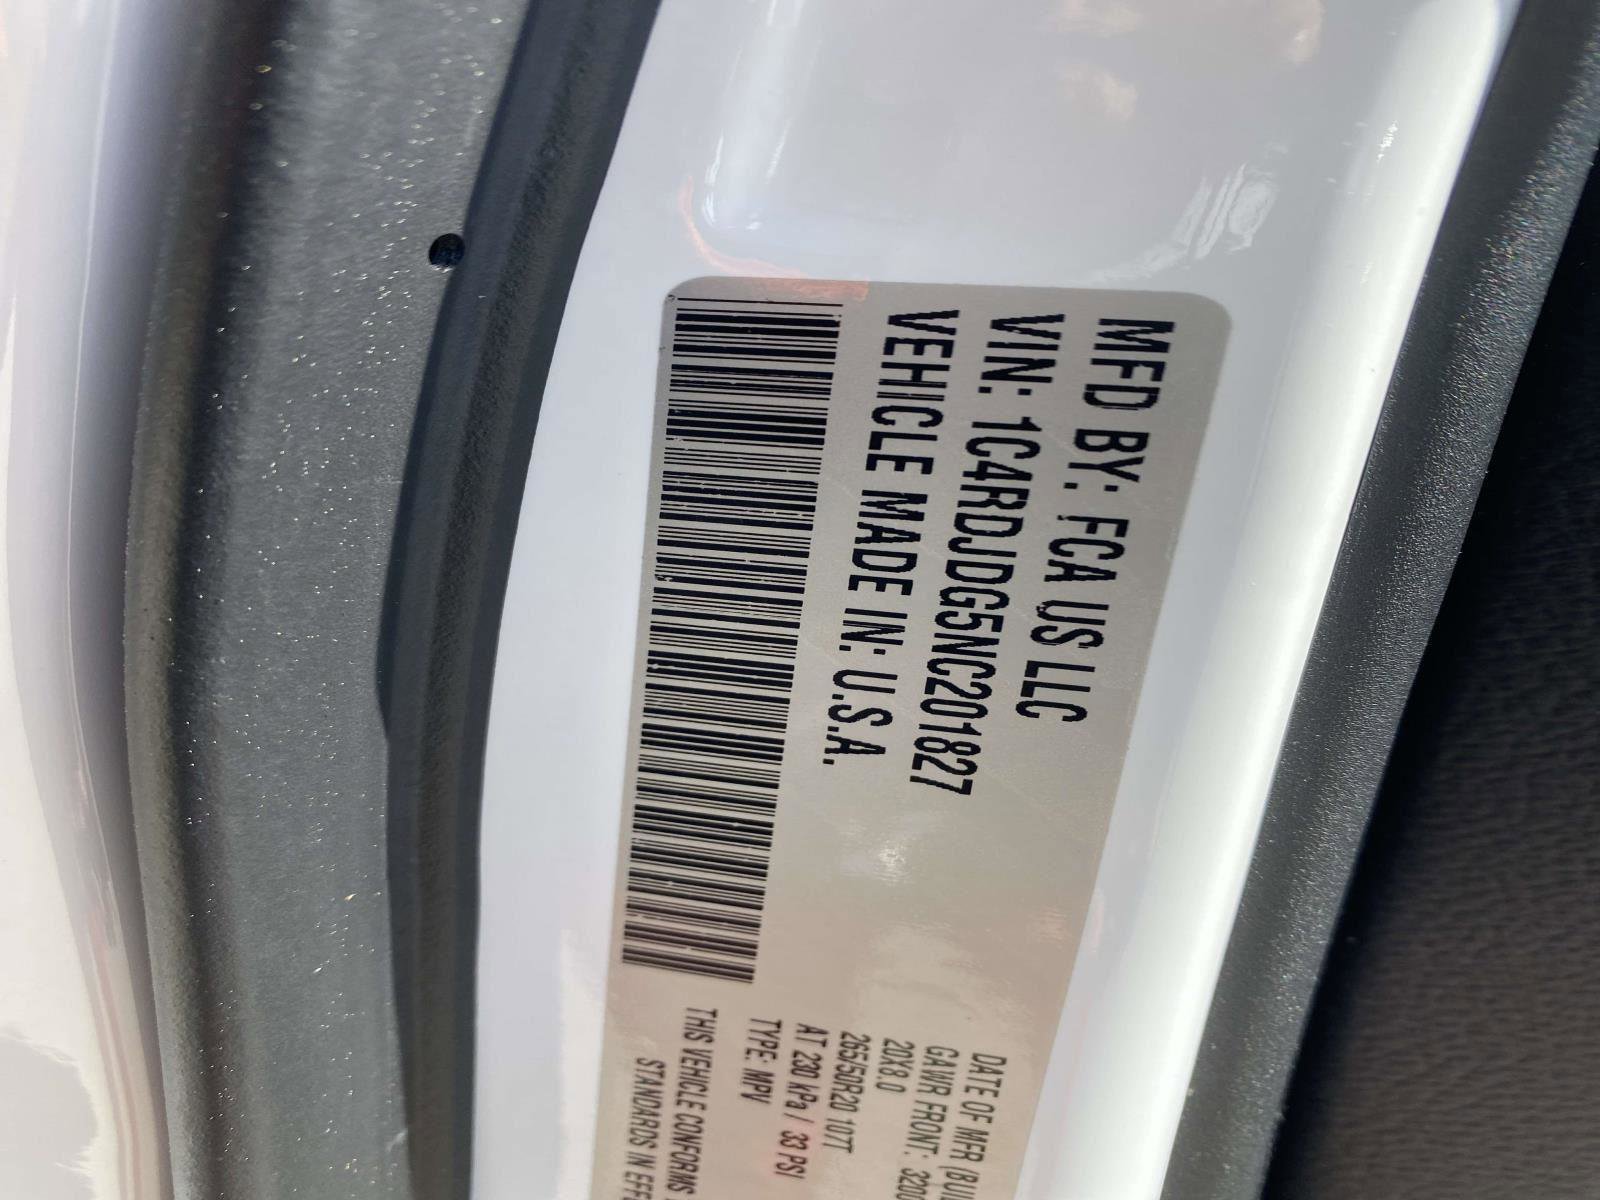 MFD BY: FCA US LLC
VIN: 1C4RDJDG5NC201827
VEHICLE MADE IN: U.S.A.
DATE OF MFR
GAWR FRONT:
20X8.0
265/50R20 107T
AT 230 kPa / 33 PSI
TYPE: MPV
THIS VEHICLE CONFORMS
STANDARDS IN